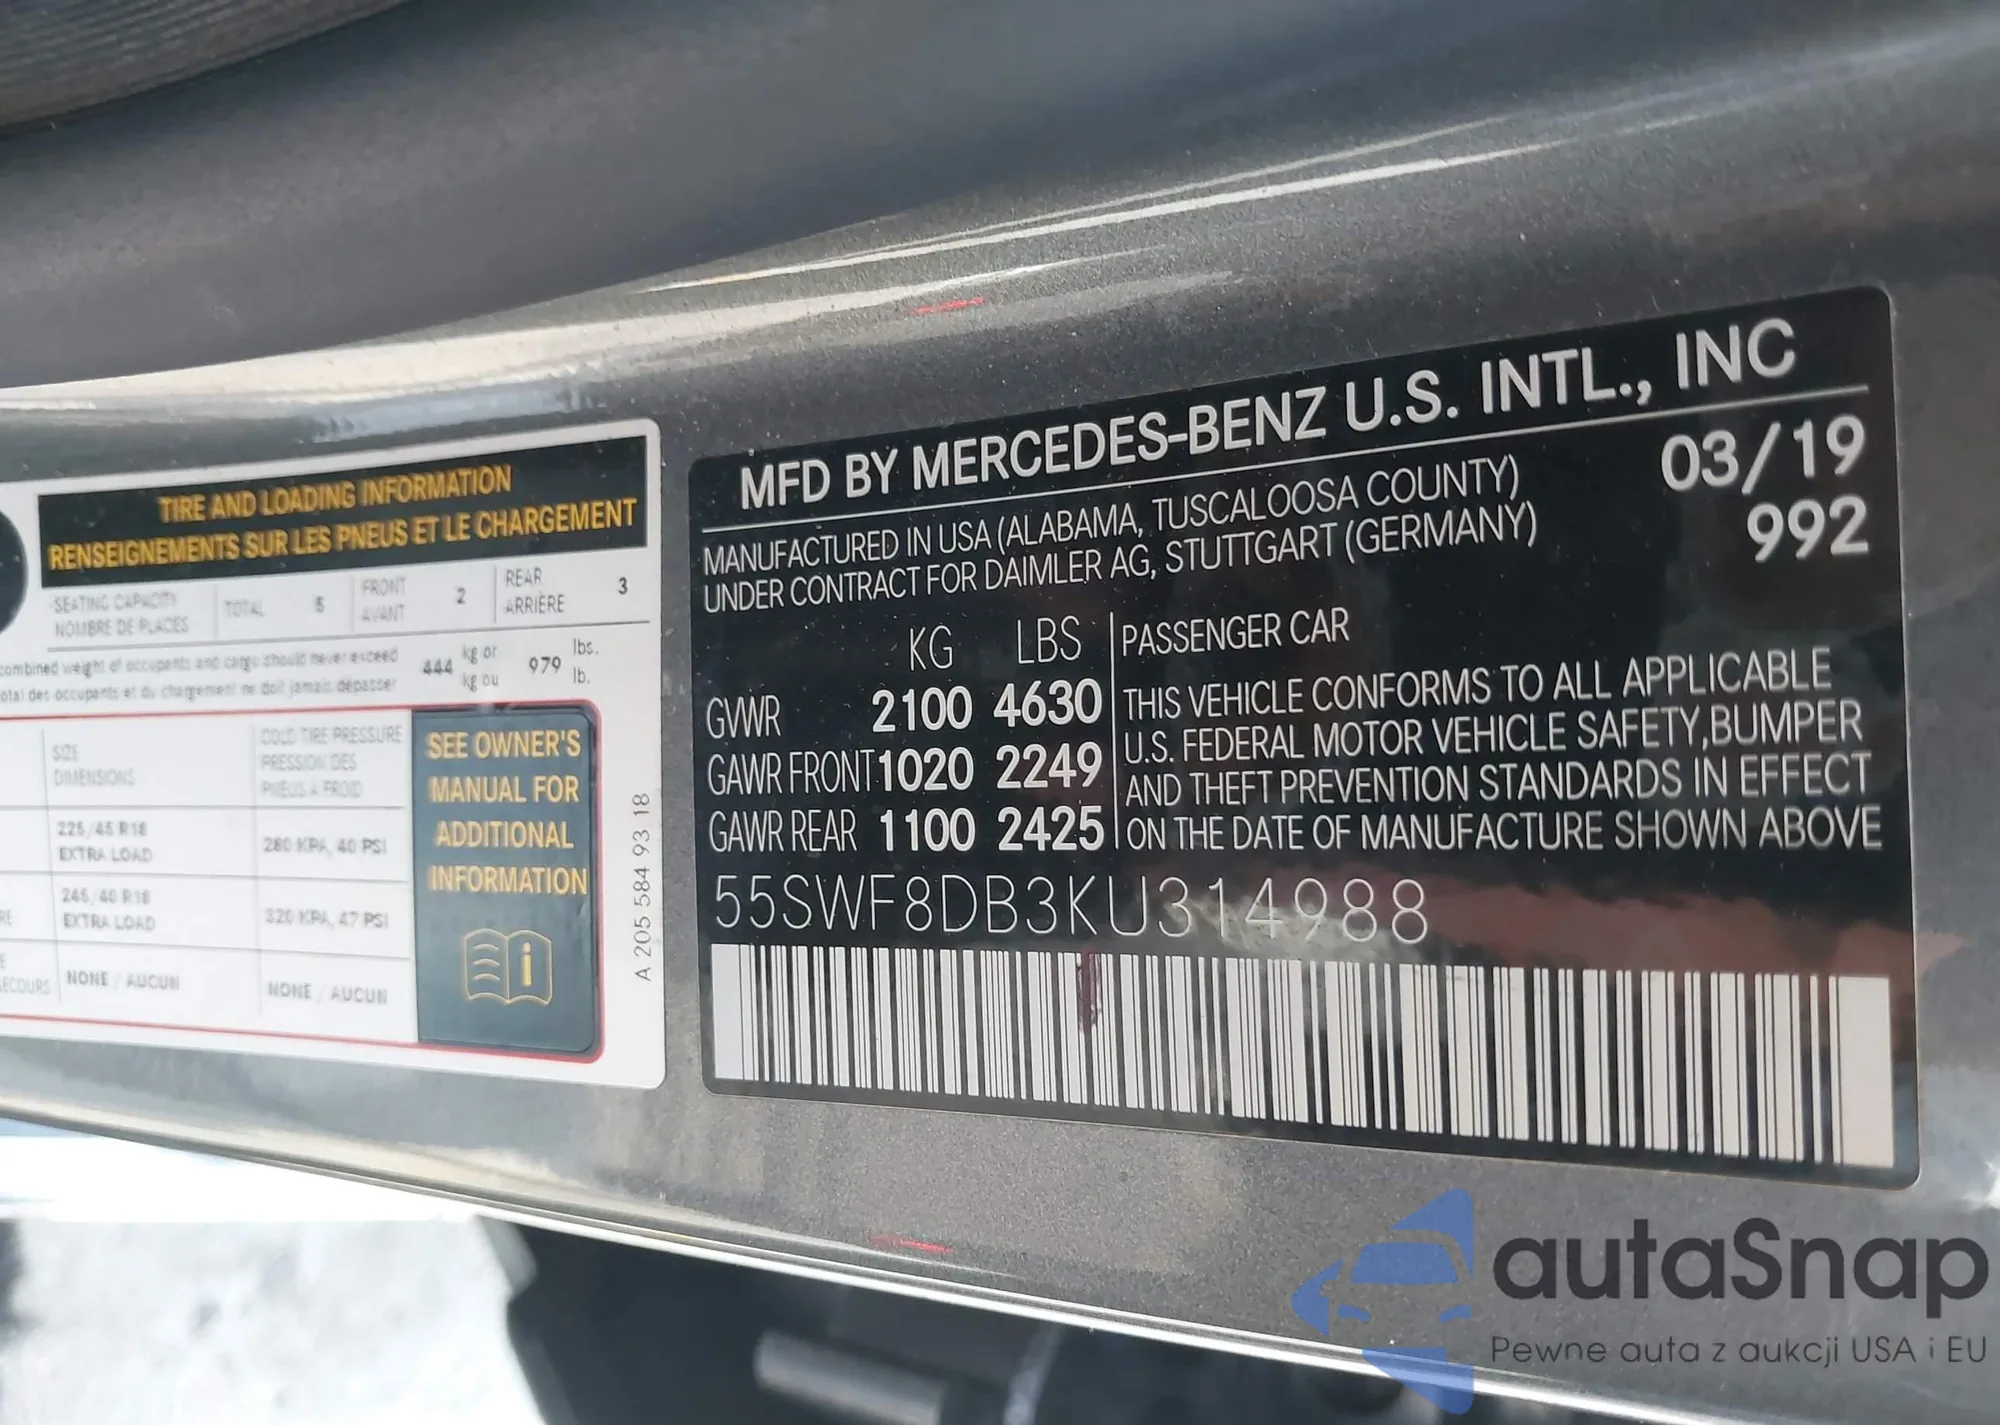 TIRE AND LOADING INFORMATION
RENSEIGNEMENTS SUR LES PNEUS ET LE CHARGEMENT
SEATING CAPACITY
NOMBRE DE PLACES
TOTAL 5
FRONT
AVANT
2
REAR
ARRIÈRE
3
combined weight of occupants and cargo should never exceed
total des occupants et du chargement ne doit jamais dépasser
444 kg or
kg ou
979 lbs.
lb.
SIZE
DIMENSIONS
COLD TIRE PRESSURE
PRESSION DES
PNEUS A FROID
225/45 R18
EXTRA LOAD
280 KPA, 40 PSI
245/40 R18
EXTRA LOAD
320 KPA, 47 PSI
SECOURS
NONE / AUCUN
NONE / AUCUN
SEE OWNER'S
MANUAL FOR
ADDITIONAL
INFORMATION
i
A 205 584 93 18
MFD BY MERCEDES-BENZ U.S. INTL., INC
MANUFACTURED IN USA (ALABAMA, TUSCALOOSA COUNTY)
UNDER CONTRACT FOR DAIMLER AG, STUTTGART (GERMANY)
03/19
992
KG LBS
GVWR 2100 4630
GAWR FRONT 1020 2249
GAWR REAR 1100 2425
PASSENGER CAR
THIS VEHICLE CONFORMS TO ALL APPLICABLE
U.S. FEDERAL MOTOR VEHICLE SAFETY,BUMPER
AND THEFT PREVENTION STANDARDS IN EFFECT
ON THE DATE OF MANUFACTURE SHOWN ABOVE
55SWF8DB3KU314988
autaSnap
Pewne auta z aukcji USA i EU